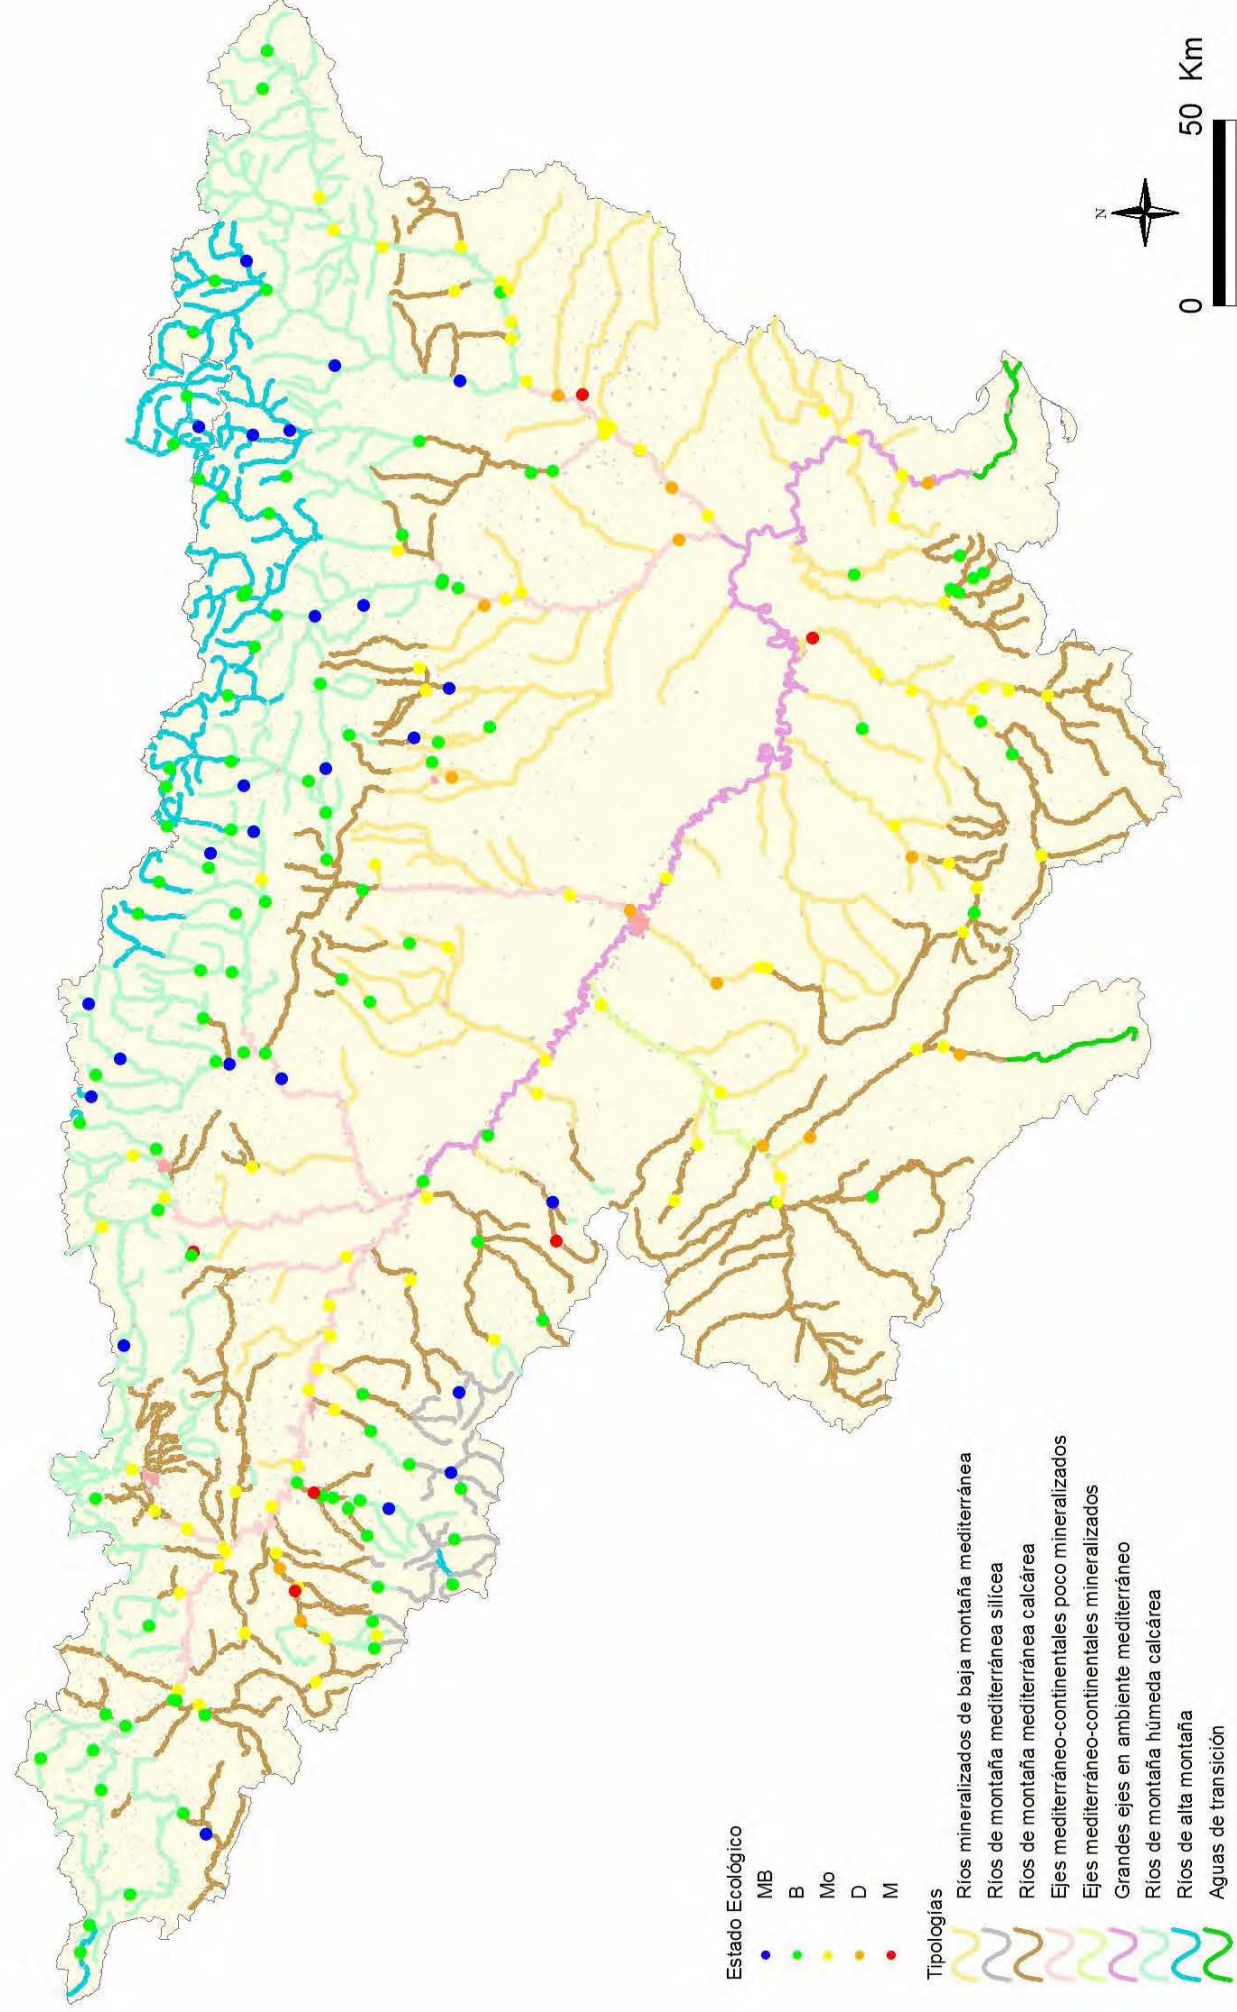 N
0 50 Km
Estado Ecológico
MB
B
Mo
D
M
Tipologías
Ríos mineralizados de baja montaña mediterránea
Ríos de montaña mediterránea silícea
Ríos de montaña mediterránea calcárea
Ejes mediterráneo-continentales poco mineralizados
Ejes mediterráneo-continentales mineralizados
Grandes ejes en ambiente mediterráneo
Ríos de montaña húmeda calcárea
Ríos de alta montaña
Aguas de transición